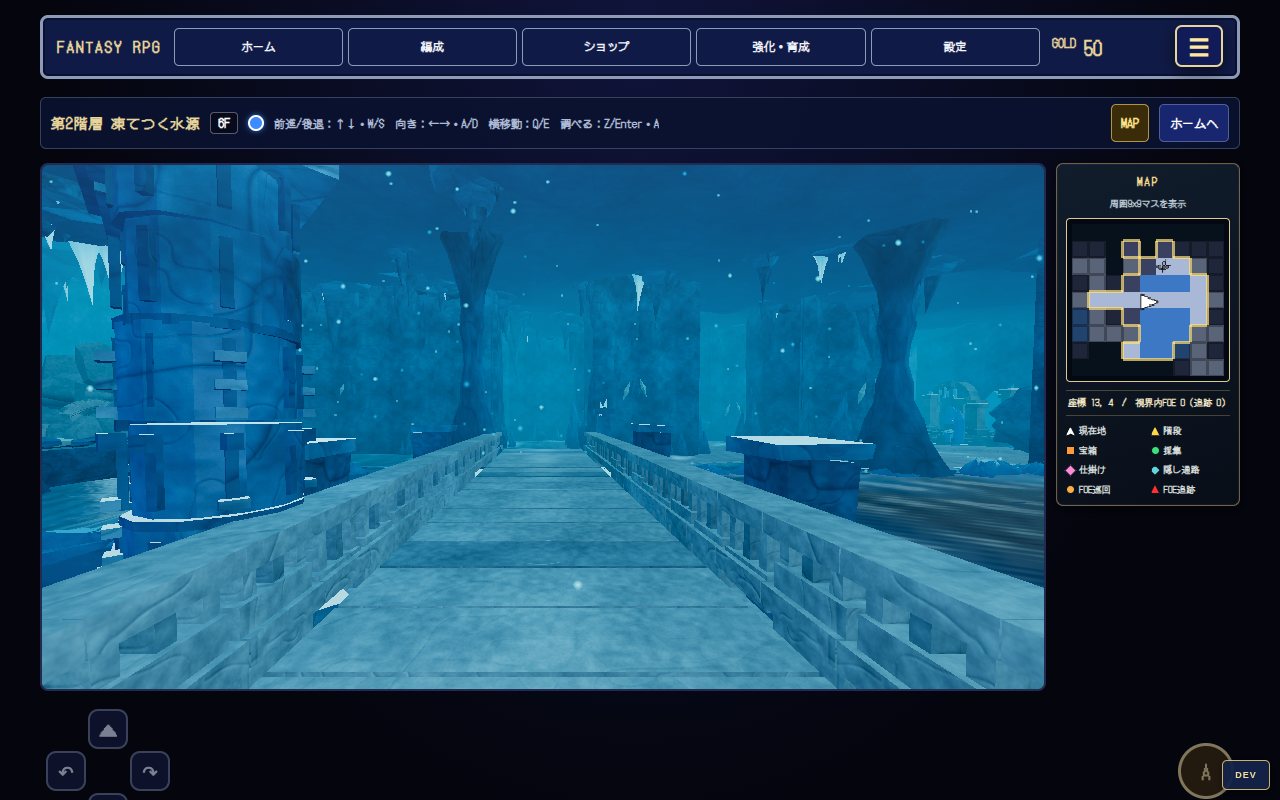 FANTASY RPG
ホーム
編成
ショップ
強化・育成
設定
GOLD 50
第2階層 凍てつく水源
6F
前進/後退：↑↓・W/S 向き：←→・A/D 横移動：Q/E 調べる：Z/Enter・A
MAP
ホームへ
MAP
周囲9x9マスを表示
座標 13, 4 / 視界内FOE 0 (追跡 0)
現在地
階段
宝箱
採集
仕掛け
隠し通路
FOE巡回
FOE追跡
A
DEV